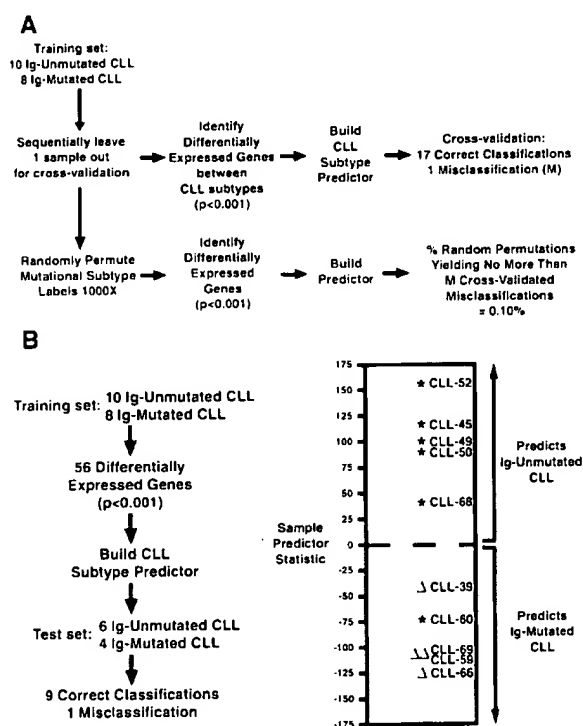 A
Training set:
10 Ig-Unmutated CLL
8 Ig-Mutated CLL
Sequentially leave
1 sample out
for cross-validation
Identify
Differentially
Expressed Genes
between
CLL subtypes
(p<0.001)
Build
CLL
Subtype
Predictor
Cross-validation:
17 Correct Classifications
1 Misclassification (M)
Randomly Permute
Mutational Subtype
Labels 1000X
Identify
Differentially
Expressed
Genes
(p<0.001)
Build
Predictor
% Random Permutations
Yielding No More Than
M Cross-Validated
Misclassifications
= 0.10%
B
Training set: 10 Ig-Unmutated CLL
8 Ig-Mutated CLL
56 Differentially
Expressed Genes
(p<0.001)
Build CLL
Subtype Predictor
Test set: 6 Ig-Unmutated CLL
4 Ig-Mutated CLL
9 Correct Classifications
1 Misclassification
Sample
Predictor
Statistic
175
150
125
100
75
50
25
0
-25
-50
-75
-100
-125
-150
-175
CLL-52
CLL-45
CLL-49
CLL-50
CLL-68
CLL-39
CLL-60
CLL-69
CLL-59
CLL-66
Predicts
Ig-Unmutated
CLL
Predicts
Ig-Mutated
CLL